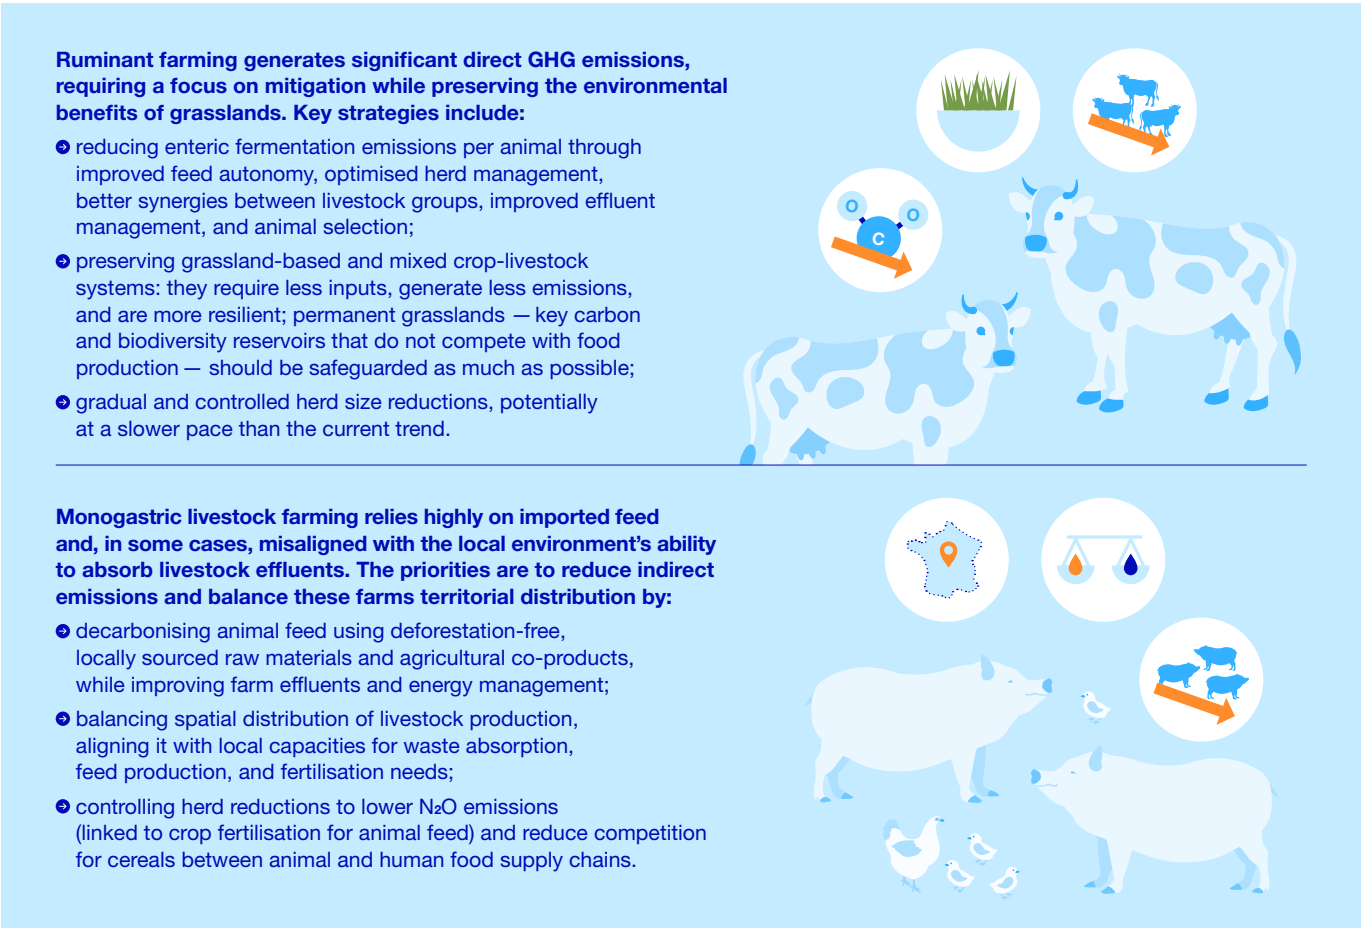 Ruminant farming generates significant direct GHG emissions,
requiring a focus on mitigation while preserving the environmental
benefits of grasslands. Key strategies include:
reducing enteric fermentation emissions per animal through
improved feed autonomy, optimised herd management,
better synergies between livestock groups, improved effluent
management, and animal selection;
preserving grassland-based and mixed crop-livestock
systems: they require less inputs, generate less emissions,
and are more resilient; permanent grasslands — key carbon
and biodiversity reservoirs that do not compete with food
production — should be safeguarded as much as possible;
gradual and controlled herd size reductions, potentially
at a slower pace than the current trend.
O
O
C
Monogastric livestock farming relies highly on imported feed
and, in some cases, misaligned with the local environment's ability
to absorb livestock effluents. The priorities are to reduce indirect
emissions and balance these farms territorial distribution by:
decarbonising animal feed using deforestation-free,
locally sourced raw materials and agricultural co-products,
while improving farm effluents and energy management;
balancing spatial distribution of livestock production,
aligning it with local capacities for waste absorption,
feed production, and fertilisation needs;
controlling herd reductions to lower N₂O emissions
(linked to crop fertilisation for animal feed) and reduce competition
for cereals between animal and human food supply chains.